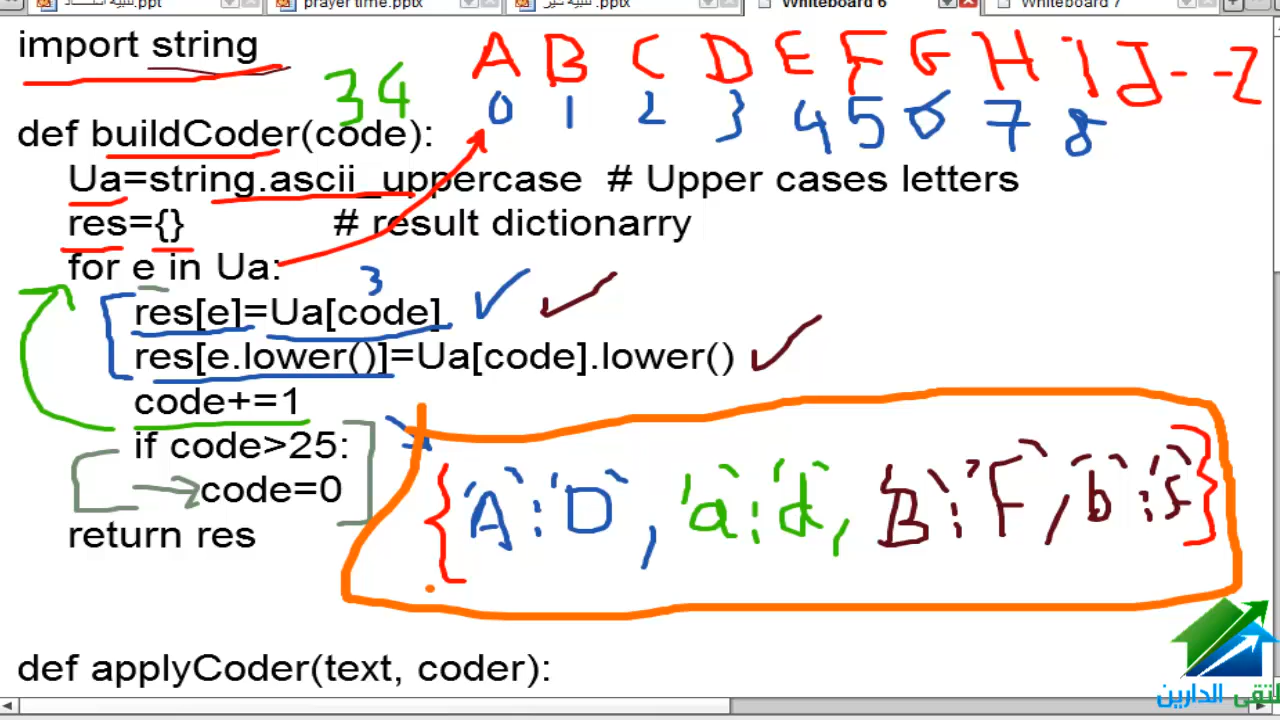 .ppt prayer time.pptx .pptx Whiteboard 6 Whiteboard 7
import string
A B C D E F G H I J - - Z
34 0 1 2 3 4 5 6 7 8
def buildCoder(code):
Ua=string.ascii_uppercase # Upper cases letters
res={} # result dictionarry
for e in Ua:
3
res[e]=Ua[code]
res[e.lower()]=Ua[code].lower()
code+=1
if code>25:
code=0
{'A':'D', 'a':'d', 'B':'F', 'b':'f'}
return res
def applyCoder(text, coder):
ملتقى الدارين